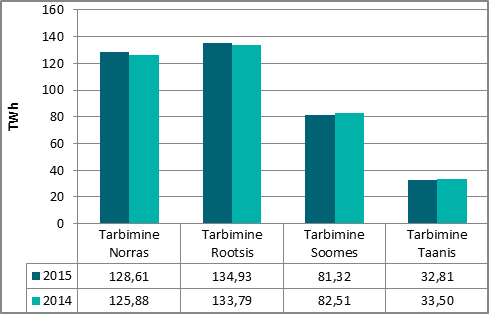 160
140
120
100
80
60
40
20
0
TWh
Tarbimine Norras
Tarbimine Rootsis
Tarbimine Soomes
Tarbimine Taanis
2015 128,61 134,93 81,32 32,81
2014 125,88 133,79 82,51 33,50